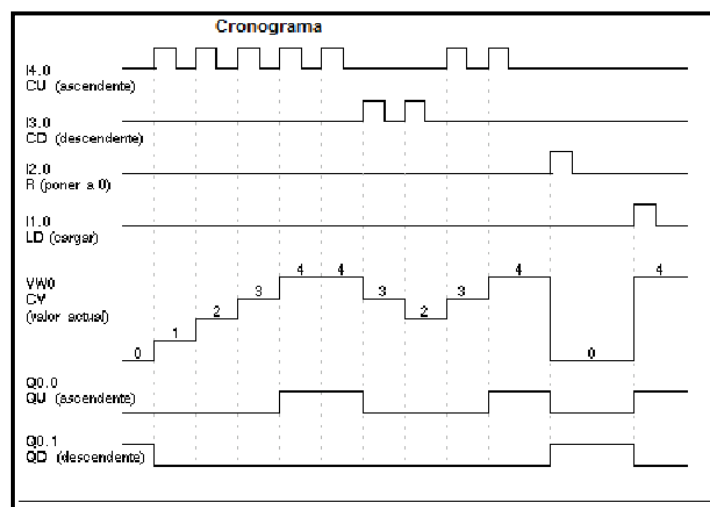 Cronograma
I4.0
CU (ascendente)
I3.0
CD (descendente)
I2.0
R (poner a 0)
I1.0
LD (cargar)
VW0
CV
(valor actual)
0
1
2
3
4
4
3
2
3
4
0
4
Q0.0
QU (ascendente)
Q0.1
QD (descendente)